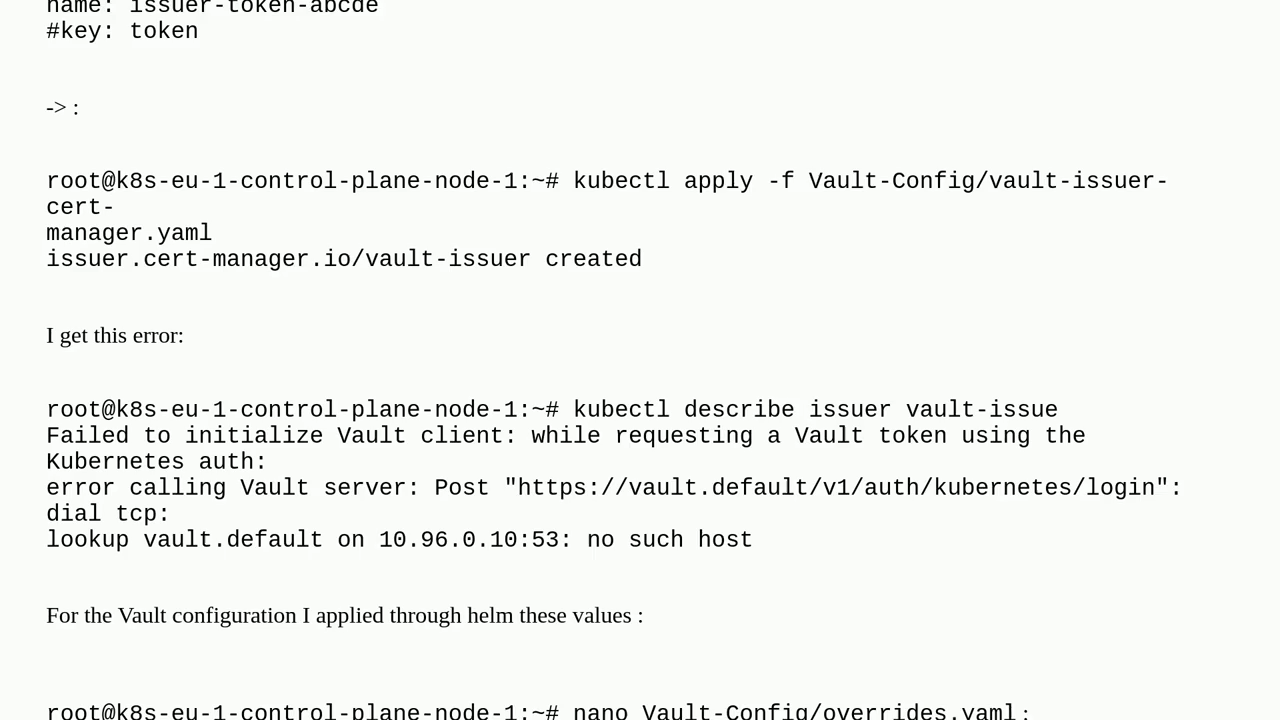 name: issuer-token-abcde
#key: token
-> :
root@k8s-eu-1-control-plane-node-1:~# kubectl apply -f Vault-Config/vault-issuer-
cert-
manager.yaml
issuer.cert-manager.io/vault-issuer created
I get this error:
root@k8s-eu-1-control-plane-node-1:~# kubectl describe issuer vault-issue
Failed to initialize Vault client: while requesting a Vault token using the
Kubernetes auth:
error calling Vault server: Post "https://vault.default/v1/auth/kubernetes/login":
dial tcp:
lookup vault.default on 10.96.0.10:53: no such host
For the Vault configuration I applied through helm these values :
root@k8s-eu-1-control-plane-node-1:~# nano Vault-Config/overrides.yaml :